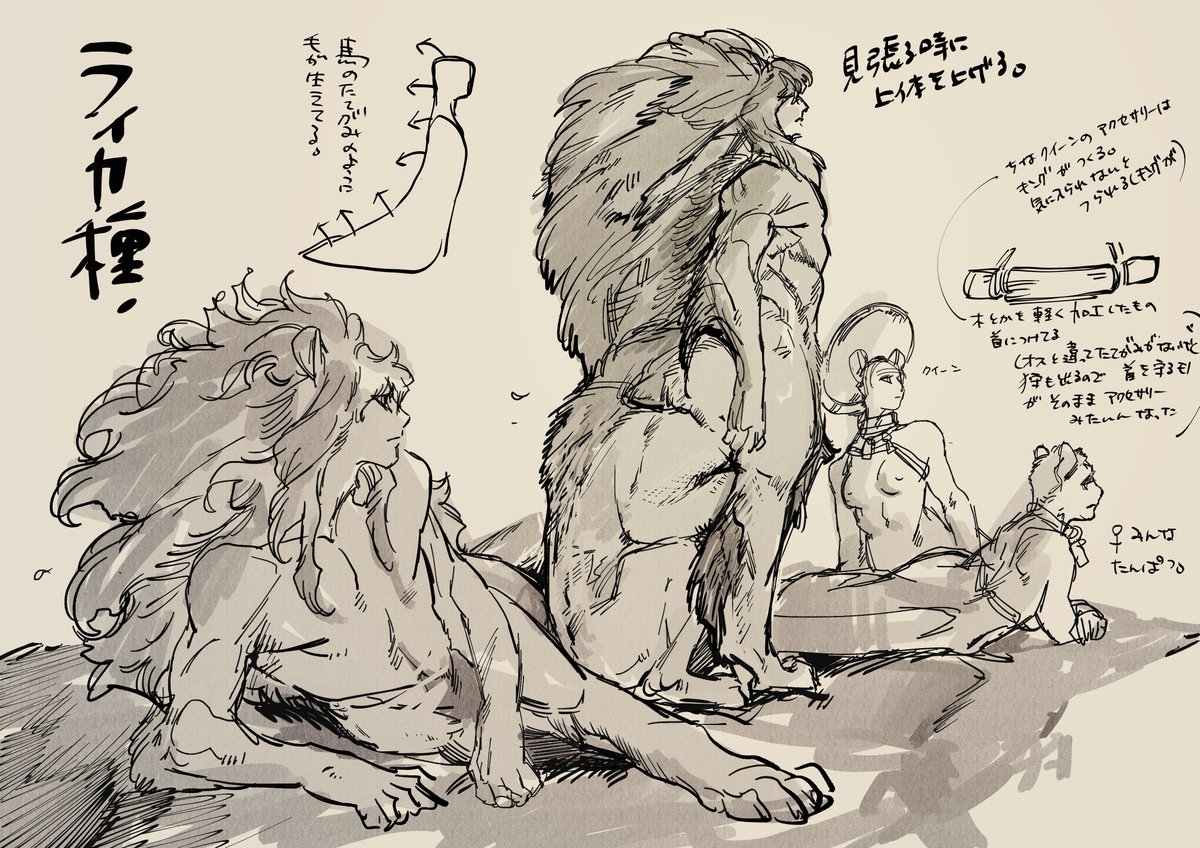 ライカ種.
馬のたてがみのように
毛が生えてる。
見張る時に
上体を上げる。
ちなクイーンのアクセサリーは
キングがつくる。
気に入られないと
つられる(キングが)
木とかを軽く加工したもの
首につけてる
(オスと違ってたてがみがないけど
狩も出るので 首を守るモノ
がそのまま アクセサリー
みたいんなった)
クイーン
♀みんな
たんぱつ。